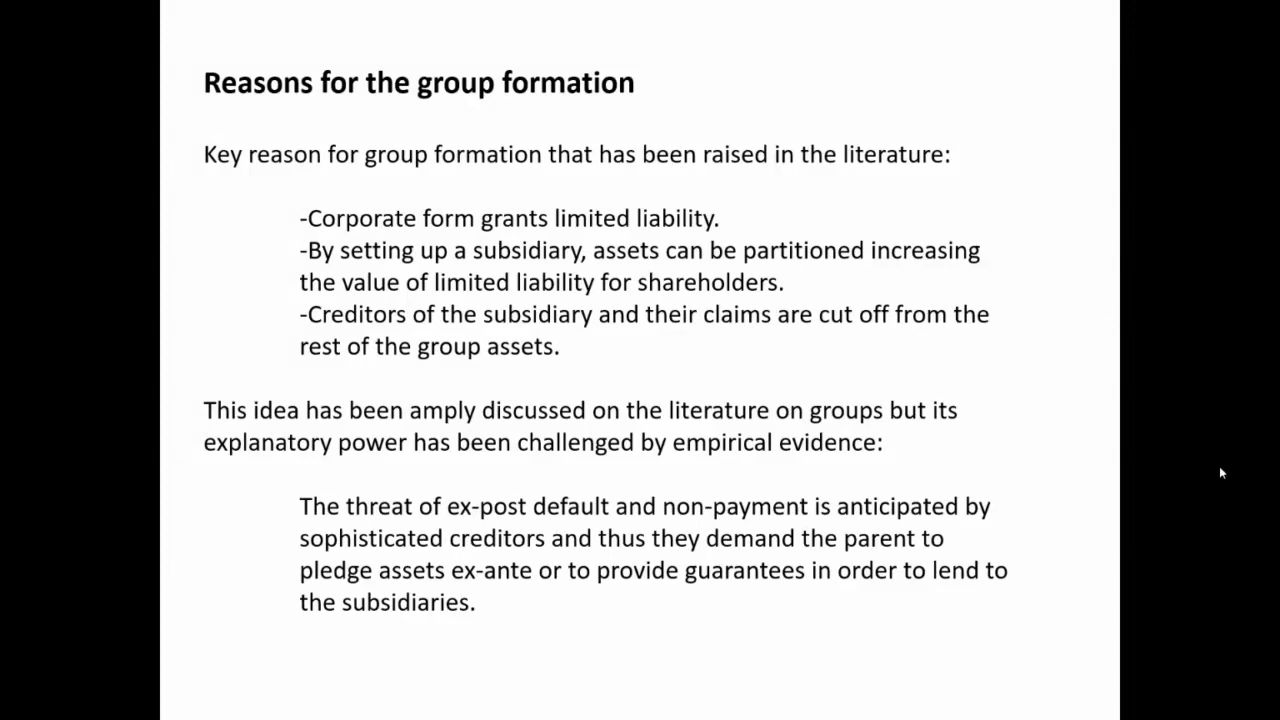 Reasons for the group formation
Key reason for group formation that has been raised in the literature:
-Corporate form grants limited liability.
-By setting up a subsidiary, assets can be partitioned increasing
the value of limited liability for shareholders.
-Creditors of the subsidiary and their claims are cut off from the
rest of the group assets.
This idea has been amply discussed on the literature on groups but its
explanatory power has been challenged by empirical evidence:
The threat of ex-post default and non-payment is anticipated by
sophisticated creditors and thus they demand the parent to
pledge assets ex-ante or to provide guarantees in order to lend to
the subsidiaries.